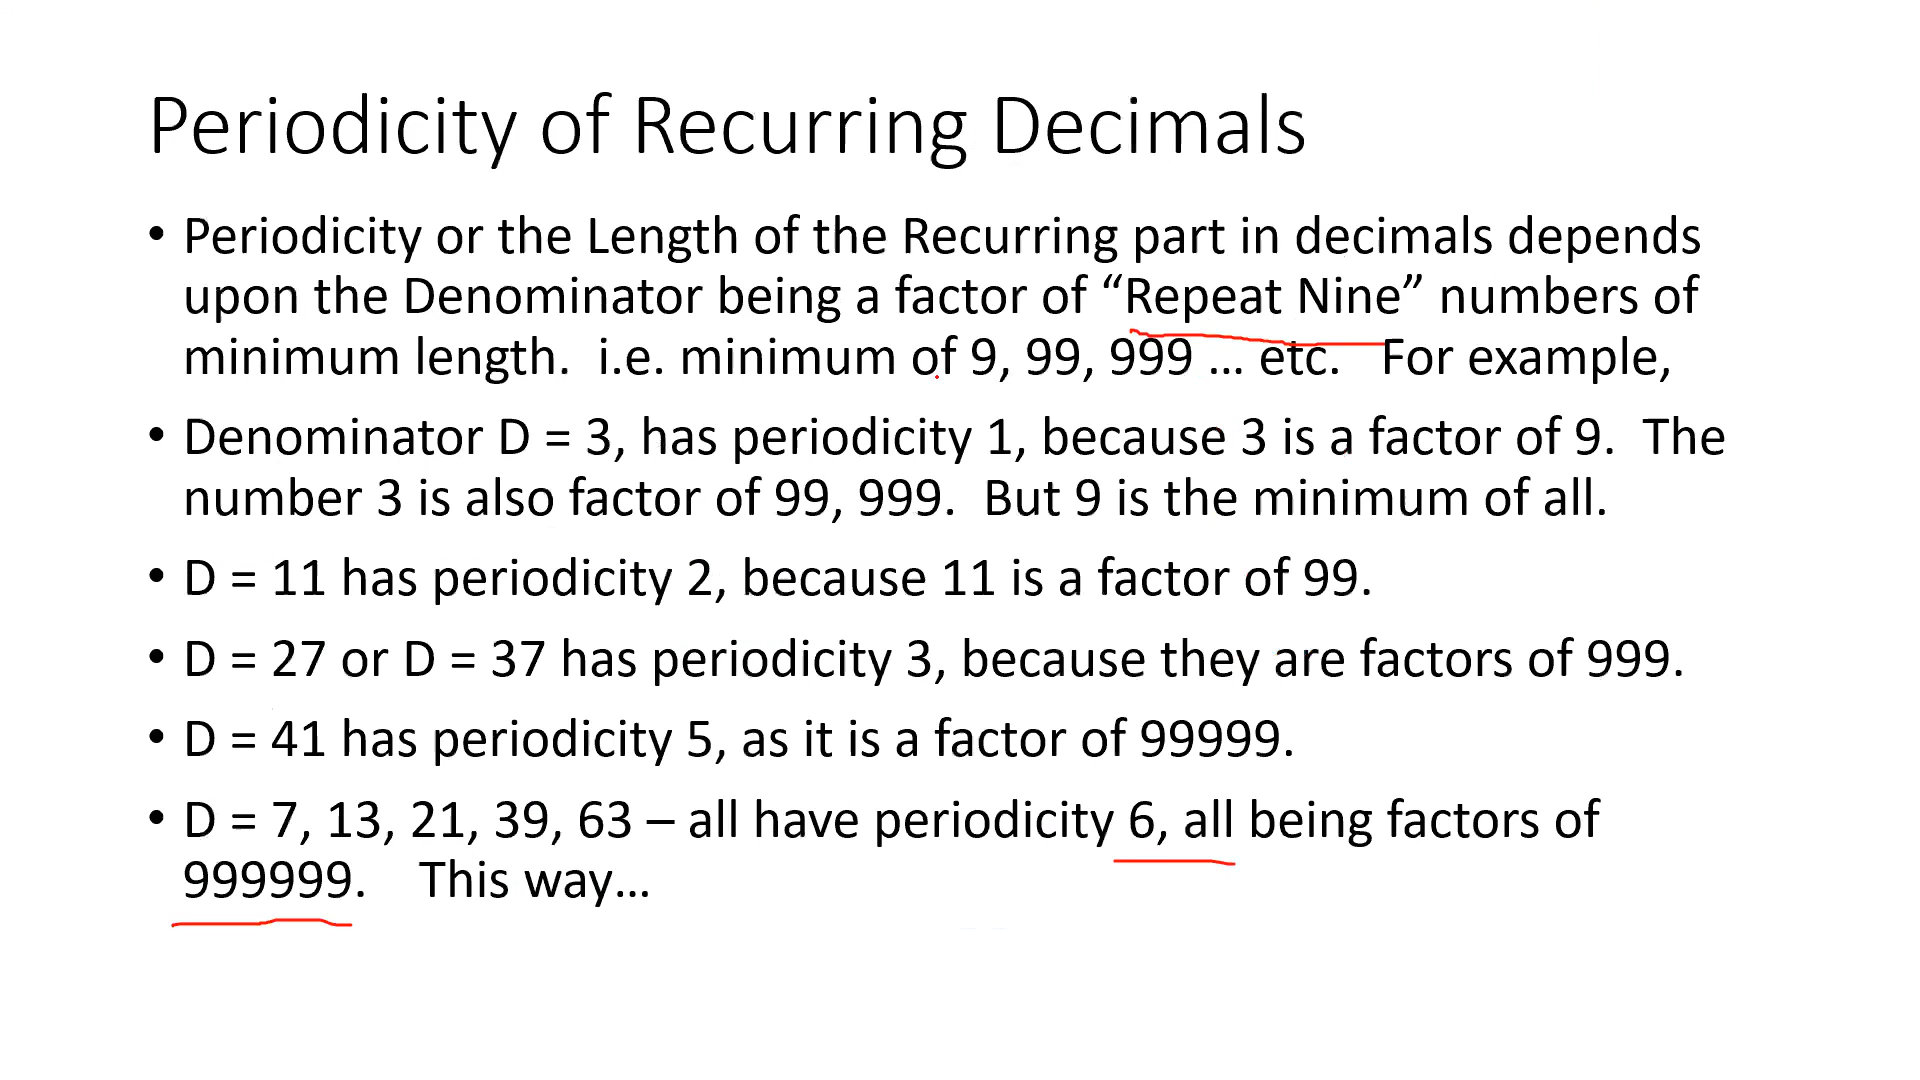 Periodicity of Recurring Decimals
• Periodicity or the Length of the Recurring part in decimals depends
upon the Denominator being a factor of “Repeat Nine” numbers of
minimum length.  i.e. minimum of 9, 99, 999 ... etc.   For example,
• Denominator D = 3, has periodicity 1, because 3 is a factor of 9.  The
number 3 is also factor of 99, 999.  But 9 is the minimum of all.
• D = 11 has periodicity 2, because 11 is a factor of 99.
• D = 27 or D = 37 has periodicity 3, because they are factors of 999.
• D = 41 has periodicity 5, as it is a factor of 99999.
• D = 7, 13, 21, 39, 63 – all have periodicity 6, all being factors of
999999.    This way...